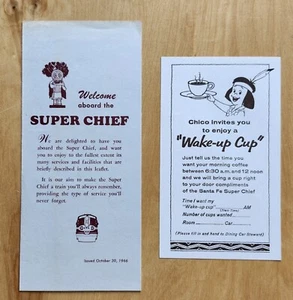 Welcome
aboard the
SUPER CHIEF
We are delighted to have you
aboard the Super Chief, and want
you to enjoy to the fullest extent its
many services and facilities that are
briefly described in this leaflet.
It is our aim to make the Super
Chief a train you'll always remember,
providing the type of service you'll
never forget.
Issued October 30, 1966
Chico invites you
to enjoy a
"Wake-up Cup"
Just tell us the time you
want your morning coffee
between 6:30 a.m. and 12 noon
and we will bring a cup right
to your door compliments
of the Santa Fe Super Chief
Time I want my
"Wake-up cup" AM
Number of cups wanted
Room Car
(Please fill in and hand to Dining Car Steward)